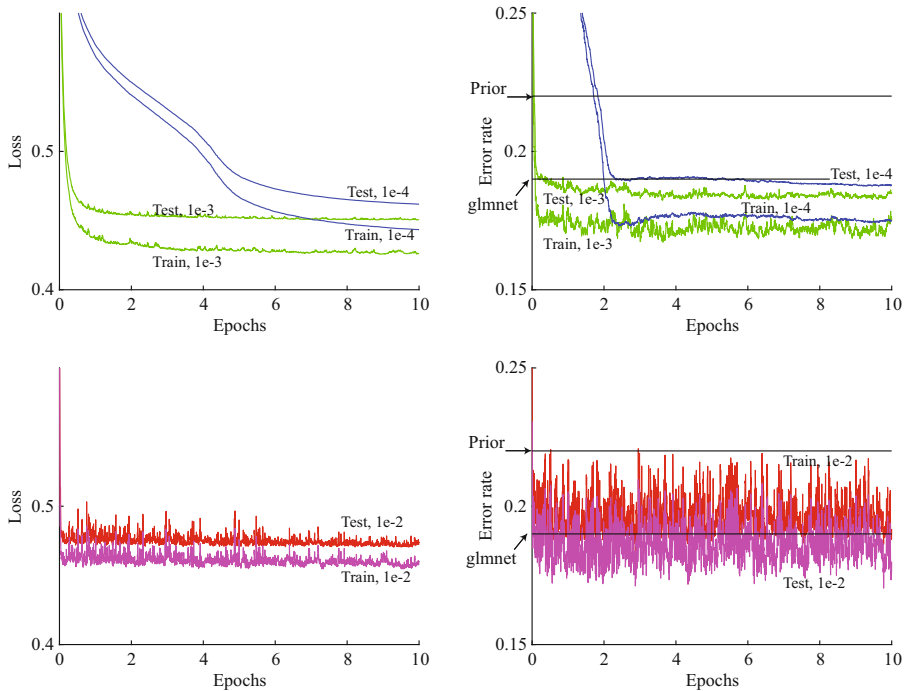 0.5
0.4
Loss
0 2 4 6 8 10
Epochs
Test, 1e-4
Test, 1e-3
Train, 1e-4
Train, 1e-3
0.25
0.2
0.15
Error rate
Prior
glmnet
0 2 4 6 8 10
Epochs
Test, 1e-4
Test, 1e-3
Train, 1e-4
Train, 1e-3
0.5
0.4
Loss
0 2 4 6 8 10
Epochs
Test, 1e-2
Train, 1e-2
0.25
0.2
0.15
Error rate
Prior
glmnet
0 2 4 6 8 10
Epochs
Train, 1e-2
Test, 1e-2